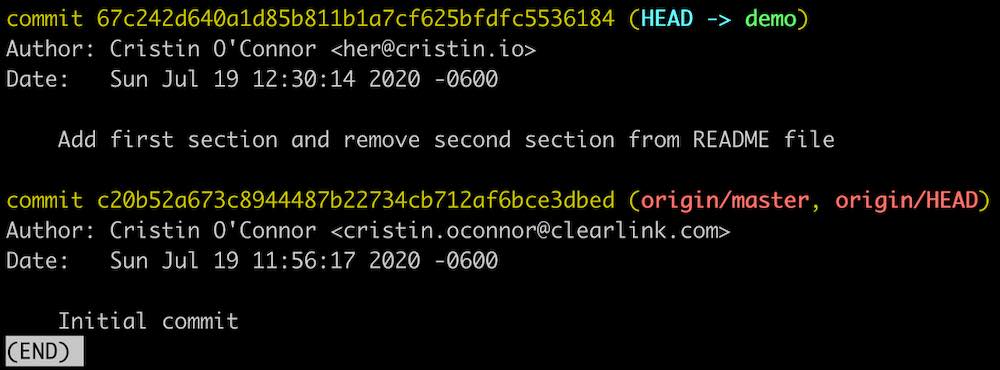 commit 67c242d640a1d85b811b1a7cf625bfdfc5536184 (HEAD -> demo)
Author: Cristin O'Connor <her@cristin.io>
Date:   Sun Jul 19 12:30:14 2020 -0600
    Add first section and remove second section from README file
commit c20b52a673c8944487b22734cb712af6bce3dbed (origin/master, origin/HEAD)
Author: Cristin O'Connor <cristin.oconnor@clearlink.com>
Date:   Sun Jul 19 11:56:17 2020 -0600
    Initial commit
(END)